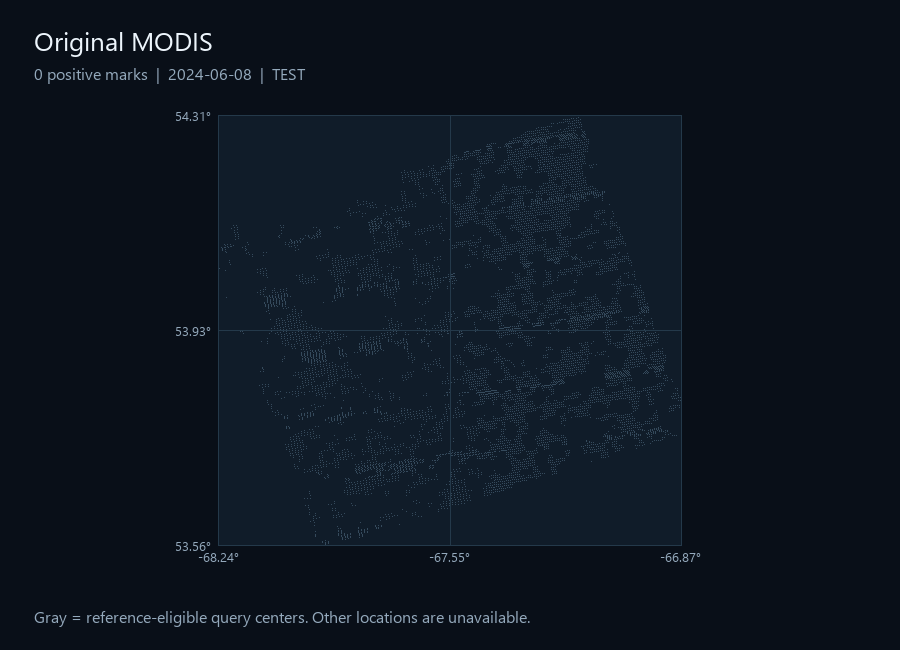 Original MODIS
0 positive marks | 2024-06-08 | TEST
54.31°
53.93°
53.56°
-68.24°
-67.55°
-66.87°
Gray = reference-eligible query centers. Other locations are unavailable.